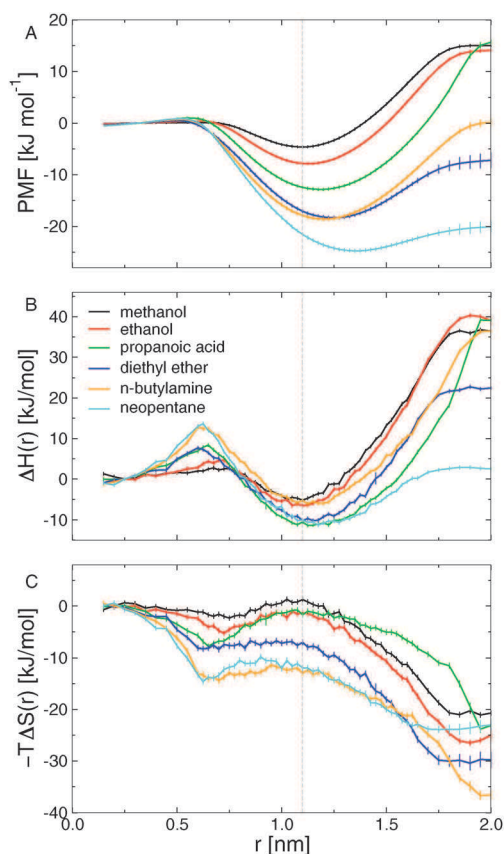 A
20
10
0
-10
-20
PMF [kJ mol⁻¹]
B
40
30
20
10
0
-10
ΔH(r) [kJ/mol]
methanol
ethanol
propanoic acid
diethyl ether
n-butylamine
neopentane
C
0
-10
-20
-30
-40
−TΔS(r) [kJ/mol]
0.0 0.5 1.0 1.5 2.0
r [nm]